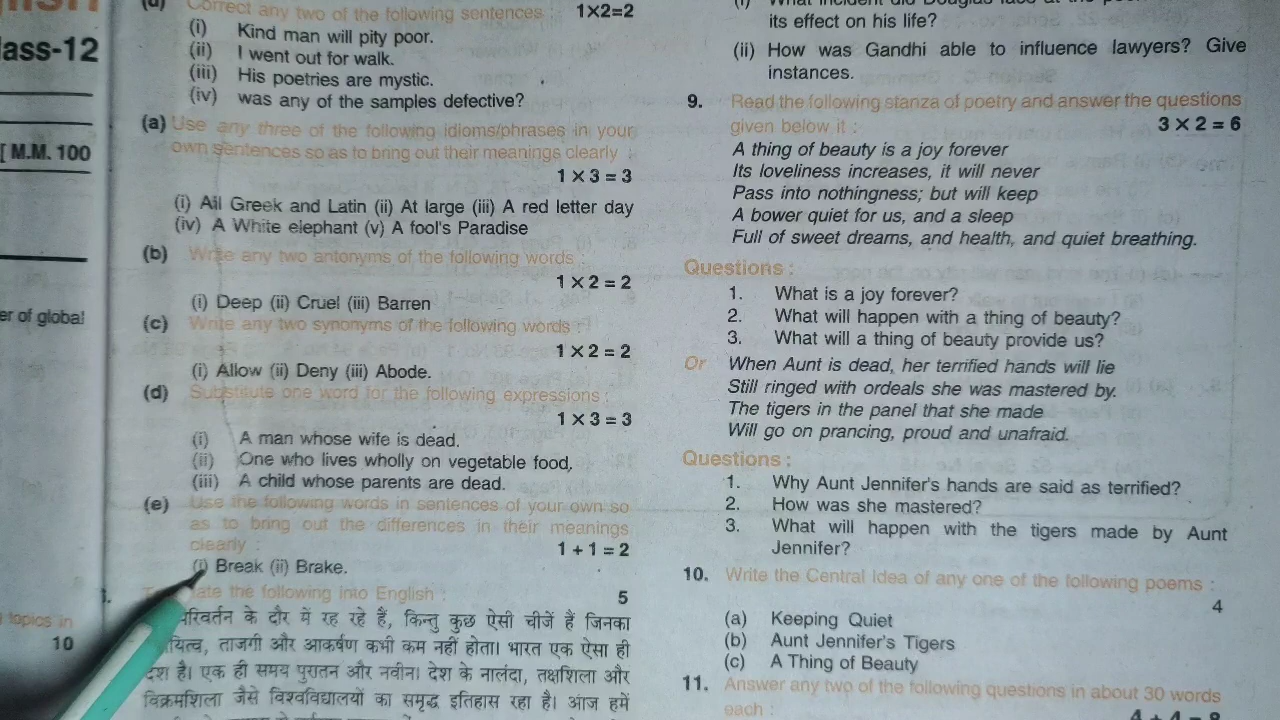 ass-12
[ M.M. 100
er of global
topics in
10
Correct any two of the following sentences : 1×2=2
(i) Kind man will pity poor.
(ii) I went out for walk.
(iii) His poetries are mystic.
(iv) was any of the samples defective?
(a) Use any three of the following idioms/phrases in your
own sentences so as to bring out their meanings clearly :
1 × 3 = 3
(i) All Greek and Latin (ii) At large (iii) A red letter day
(iv) A White elephant (v) A fool's Paradise
(b) Write any two antonyms of the following words :
1 × 2 = 2
(i) Deep (ii) Cruel (iii) Barren
(c) Write any two synonyms of the following words :
1 × 2 = 2
(i) Allow (ii) Deny (iii) Abode.
(d) Substitute one word for the following expressions :
1 × 3 = 3
(i) A man whose wife is dead.
(ii) One who lives wholly on vegetable food.
(iii) A child whose parents are dead.
(e) Use the following words in sentences of your own so
as to bring out the differences in their meanings
clearly : 1 + 1 = 2
(i) Break (ii) Brake.
the following into English : 5
के दौर में रह रहे हैं, किन्तु कुछ ऐसी चीजें हैं जिनका
ताजगी और आकर्षण कभी कम नहीं होता। भारत एक ऐसा ही
देश है। एक ही समय पुरातन और नवीन। देश के नालंदा, तक्षशिला और
विक्रमशिला जैसे विश्वविद्यालयों का समृद्ध इतिहास रहा है। आज हमें
its effect on his life?
(ii) How was Gandhi able to influence lawyers? Give
instances.
9. Read the following stanza of poetry and answer the questions
given below it : 3 × 2 = 6
A thing of beauty is a joy forever
Its loveliness increases, it will never
Pass into nothingness; but will keep
A bower quiet for us, and a sleep
Full of sweet dreams, and health, and quiet breathing.
Questions :
1. What is a joy forever?
2. What will happen with a thing of beauty?
3. What will a thing of beauty provide us?
Or When Aunt is dead, her terrified hands will lie
Still ringed with ordeals she was mastered by.
The tigers in the panel that she made
Will go on prancing, proud and unafraid.
Questions :
1. Why Aunt Jennifer's hands are said as terrified?
2. How was she mastered?
3. What will happen with the tigers made by Aunt
Jennifer?
10. Write the Central Idea of any one of the following poems :
4
(a) Keeping Quiet
(b) Aunt Jennifer's Tigers
(c) A Thing of Beauty
11. Answer any two of the following questions in about 30 words
each : 4 + 4 = 8